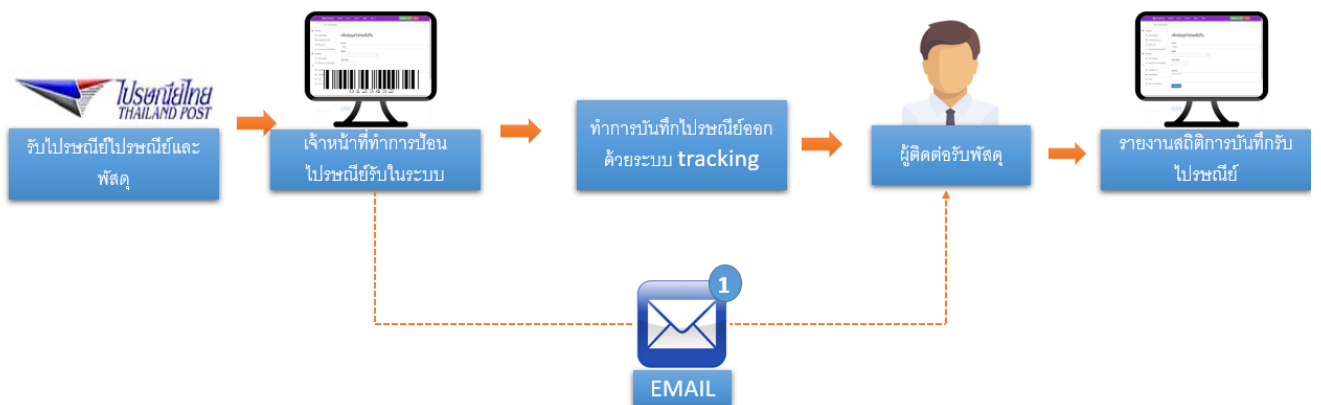 ไปรษณีย์ไทย
THAILAND POST
รับไปรษณีย์ไปรษณีย์และ
พัสดุ
012345
เจ้าหน้าที่ทำการป้อน
ไปรษณีย์รับในระบบ
ทำการบันทึกไปรษณีย์ออก
ด้วยระบบ tracking
ผู้ติดต่อรับพัสดุ
รายงานสถิติการบันทึกรับ
ไปรษณีย์
1
EMAIL